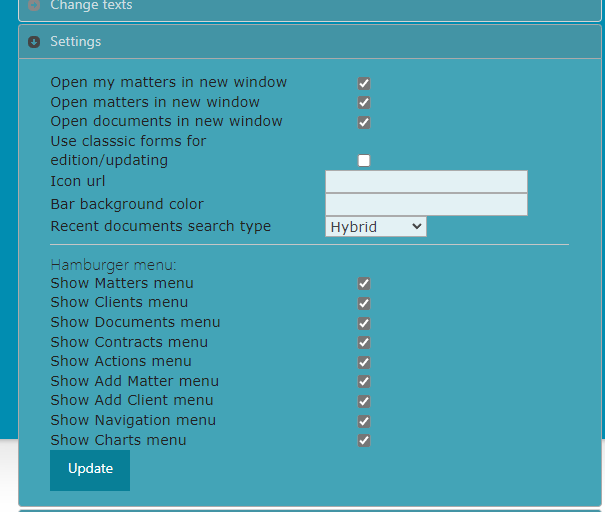 Change texts
Settings
Open my matters in new window
Open matters in new window
Open documents in new window
Use classsic forms for
edition/updating
Icon url
Bar background color
Recent documents search type Hybrid
Hamburger menu:
Show Matters menu
Show Clients menu
Show Documents menu
Show Contracts menu
Show Actions menu
Show Add Matter menu
Show Add Client menu
Show Navigation menu
Show Charts menu
Update